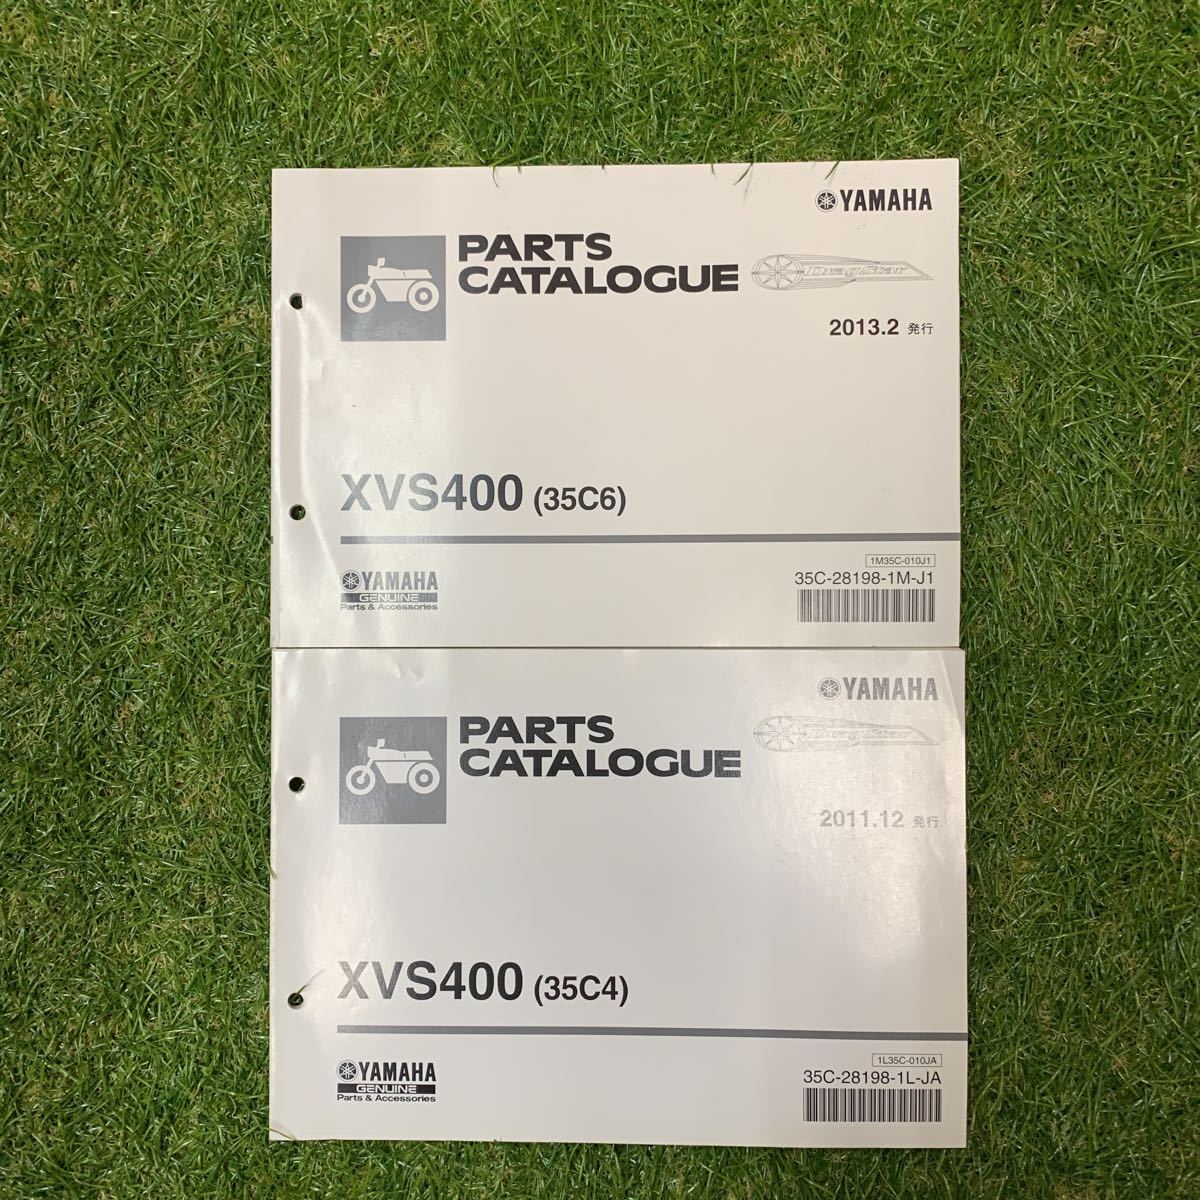 YAMAHA
PARTS
CATALOGUE
DragStar
2013.2 発行
XVS400 (35C6)
1M35C-010J1
35C-28198-1M-J1
YAMAHA
GENUINE
Parts & Accessories
YAMAHA
PARTS
CATALOGUE
DragStar
2011.12 発行
XVS400 (35C4)
1L35C-010JA
35C-28198-1L-JA
YAMAHA
GENUINE
Parts & Accessories